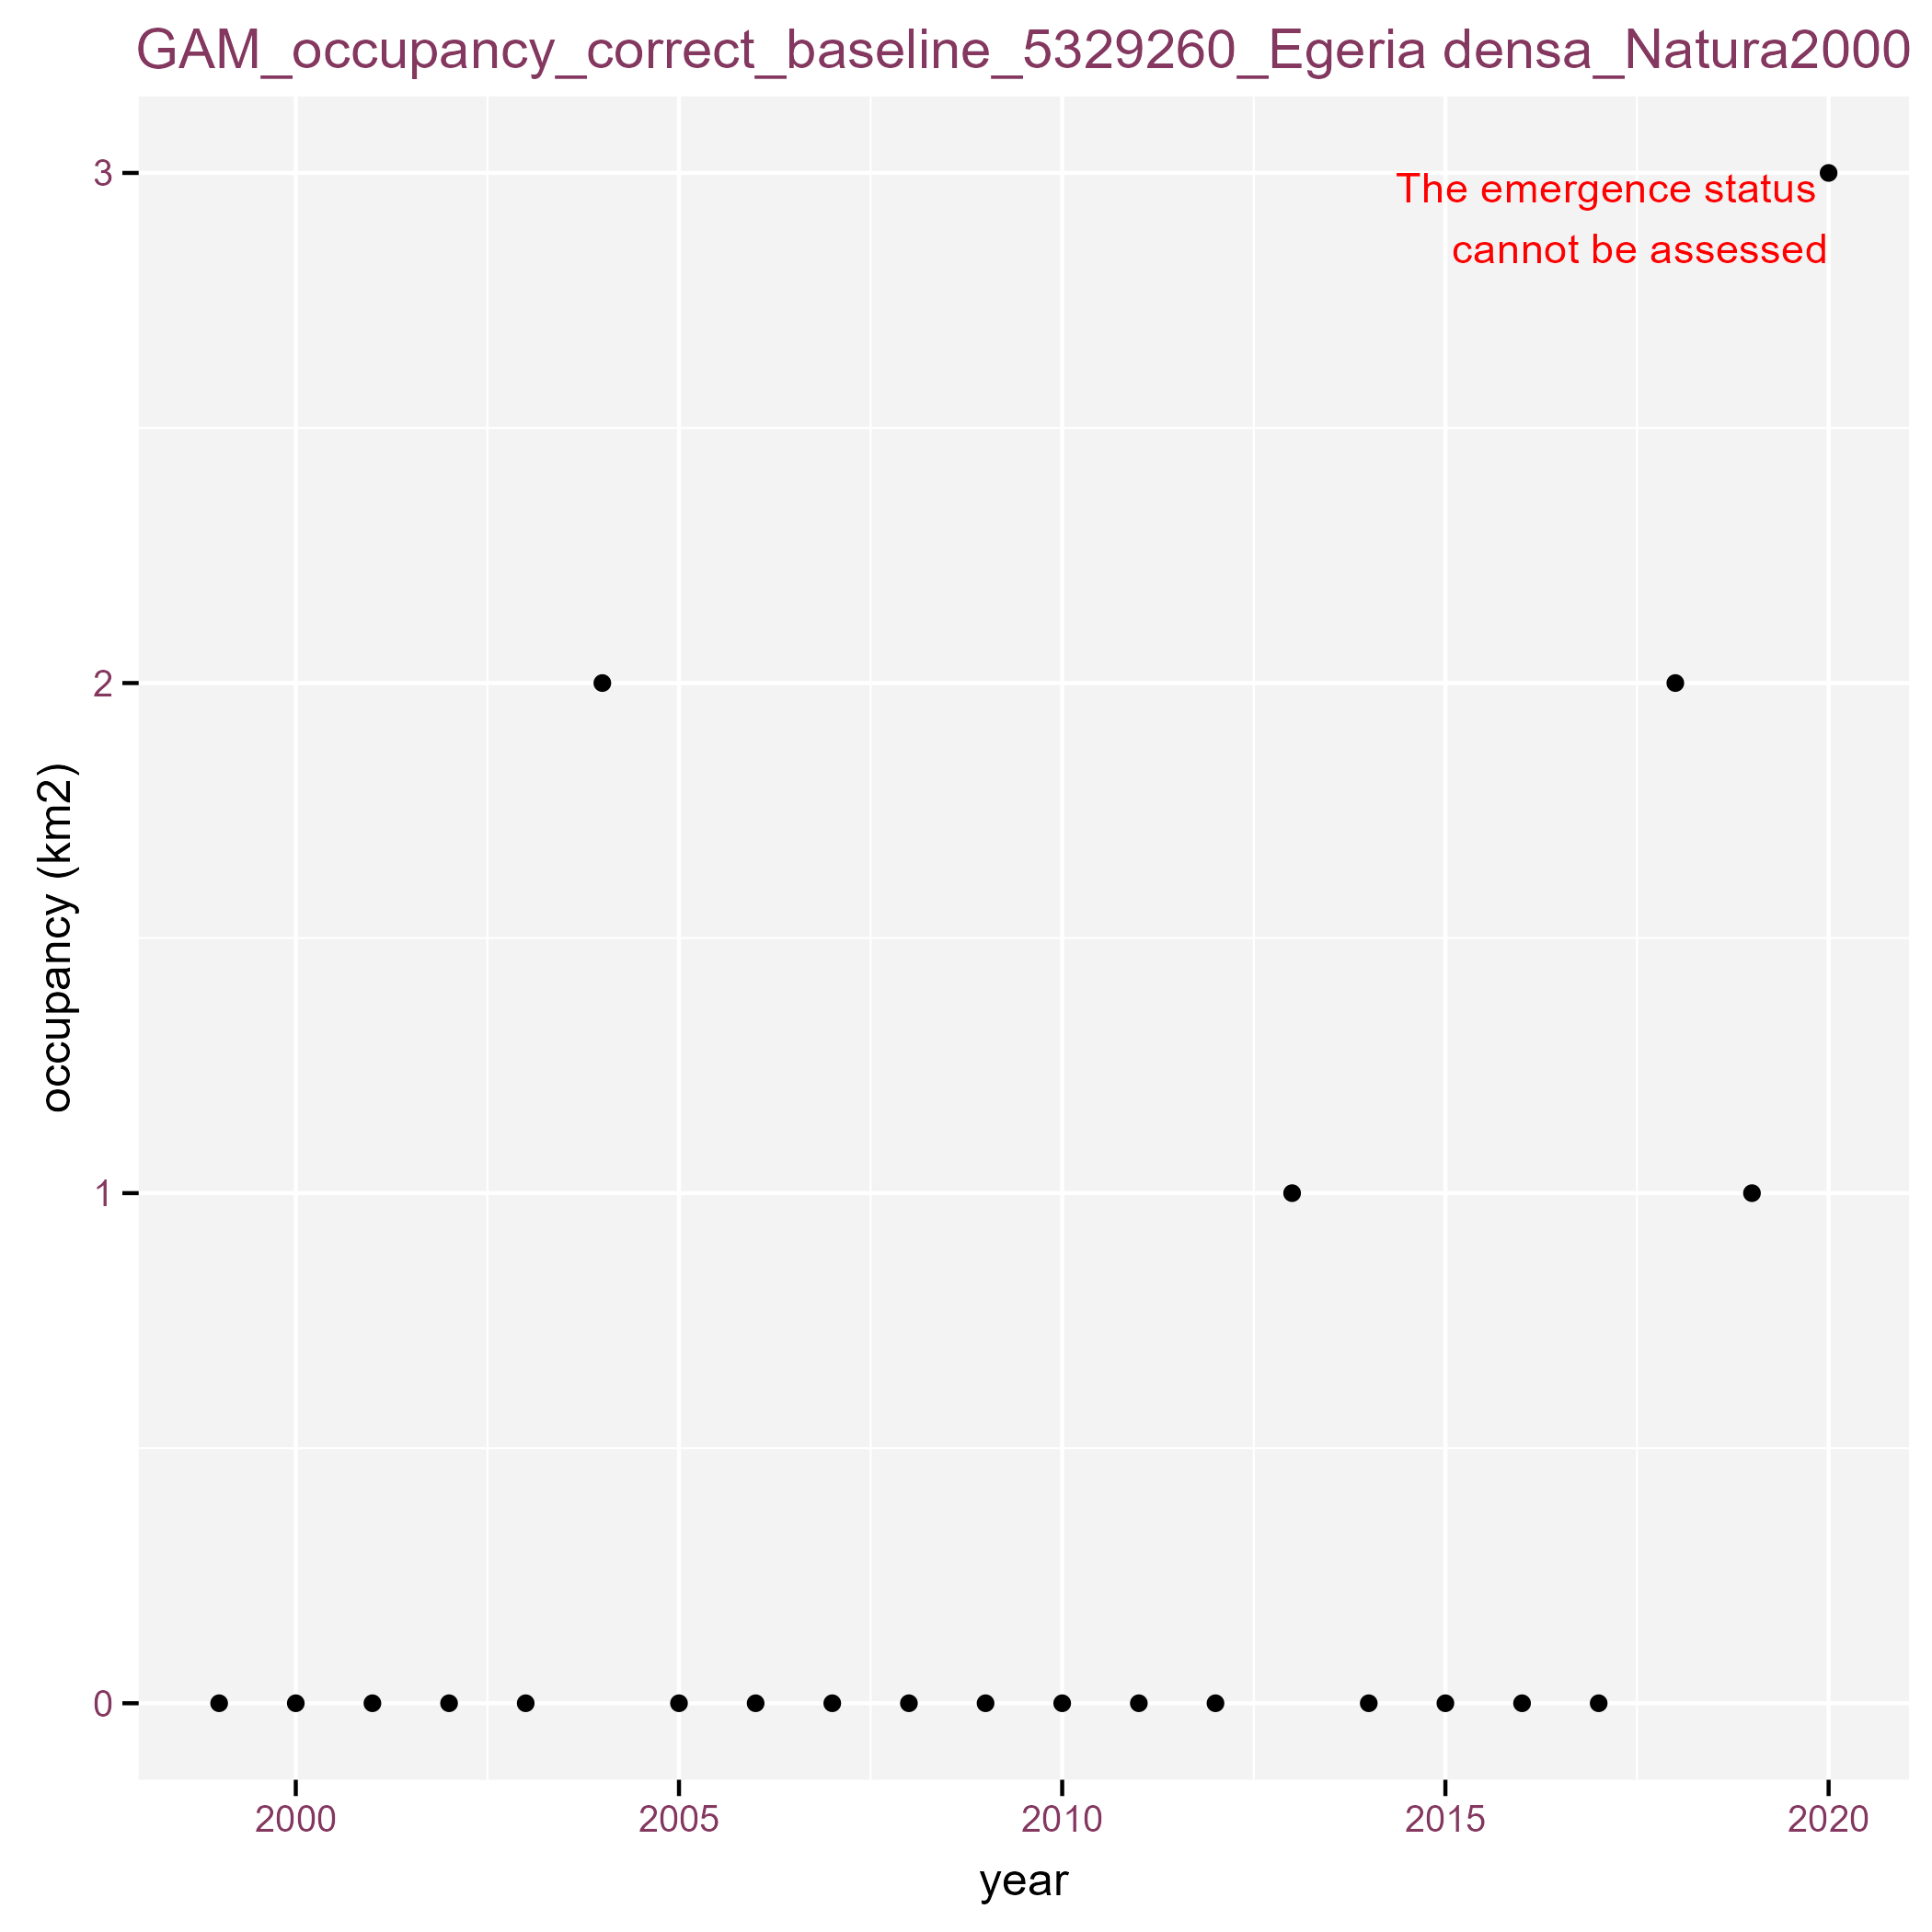 GAM_occupancy_correct_baseline_5329260_Egeria densa_Natura2000
3
The emergence status
cannot be assessed
2
occupancy (km2)
1
0
2000 2005 2010 2015 2020
year